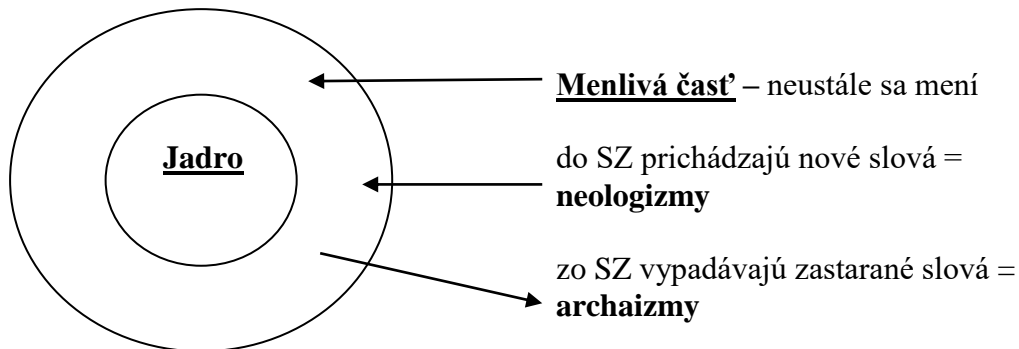 Menlivá časť – neustále sa mení
Jadro
do SZ prichádzajú nové slová =
neologizmy
zo SZ vypadávajú zastarané slová =
archaizmy